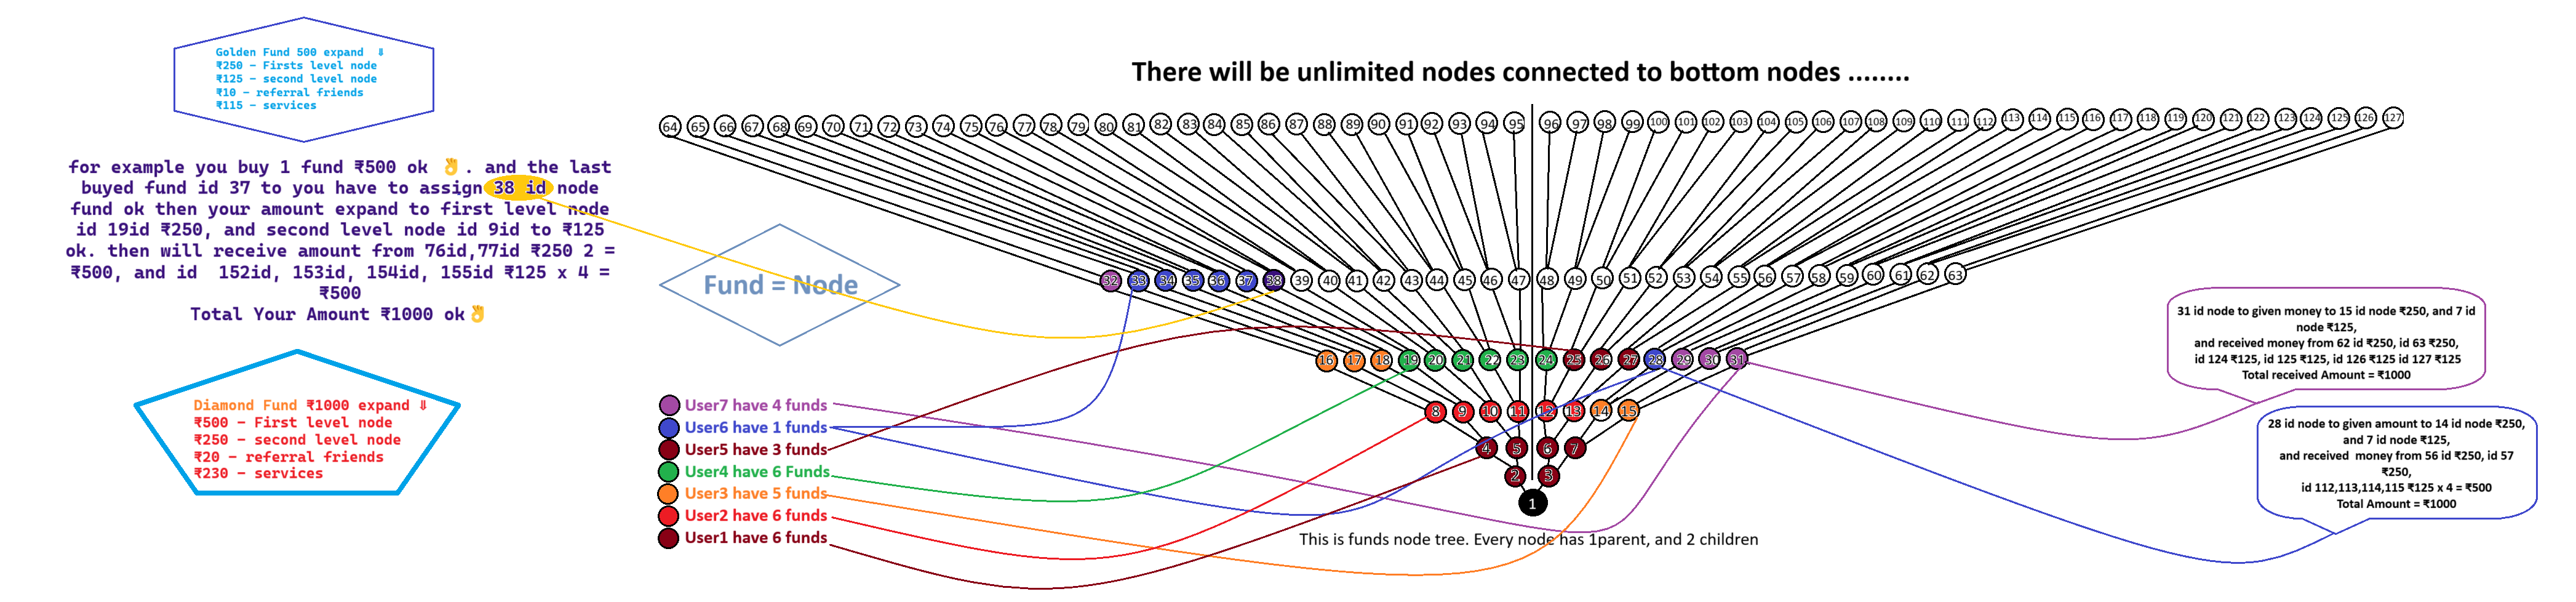 Golden Fund 500 expand ⇓
₹250 - Firsts level node
₹125 - second level node
₹10 - referral friends
₹115 - services
for example you buy 1 fund ₹500 ok 👌. and the last
buyed fund id 37 to you have to assign 38 id node
fund ok then your amount expand to first level node
id 19id ₹250, and second level node id 9id to ₹125
ok. then will receive amount from 76id,77id ₹250 2 =
₹500, and id 152id, 153id, 154id, 155id ₹125 x 4 =
₹500
Total Your Amount ₹1000 ok👌
Diamond Fund ₹1000 expand ⇓
₹500 - First level node
₹250 - second level node
₹20 - referral friends
₹230 - services
Fund = Node
There will be unlimited nodes connected to bottom nodes ........
64 65 66 67 68 69 70 71 72 73 74 75 76 77 78 79 80 81 82 83 84 85 86 87 88 89 90 91 92 93 94 95 96 97 98 99 100 101 102 103 104 105 106 107 108 109 110 111 112 113 114 115 116 117 118 119 120 121 122 123 124 125 126 127
32 33 34 35 36 37 38 39 40 41 42 43 44 45 46 47 48 49 50 51 52 53 54 55 56 57 58 59 60 61 62 63
16 17 18 19 20 21 22 23 24 25 26 27 28 29 30 31
8 9 10 11 12 13 14 15
4 5 6 7
2 3
1
User7 have 4 funds
User6 have 1 funds
User5 have 3 funds
User4 have 6 Funds
User3 have 5 funds
User2 have 6 funds
User1 have 6 funds
This is funds node tree. Every node has 1parent, and 2 children
31 id node to given money to 15 id node ₹250, and 7 id
node ₹125,
and received money from 62 id ₹250, id 63 ₹250,
id 124 ₹125, id 125 ₹125, id 126 ₹125 id 127 ₹125
Total received Amount = ₹1000
28 id node to given amount to 14 id node ₹250,
and 7 id node ₹125,
and received money from 56 id ₹250, id 57
₹250,
id 112,113,114,115 ₹125 x 4 = ₹500
Total Amount = ₹1000